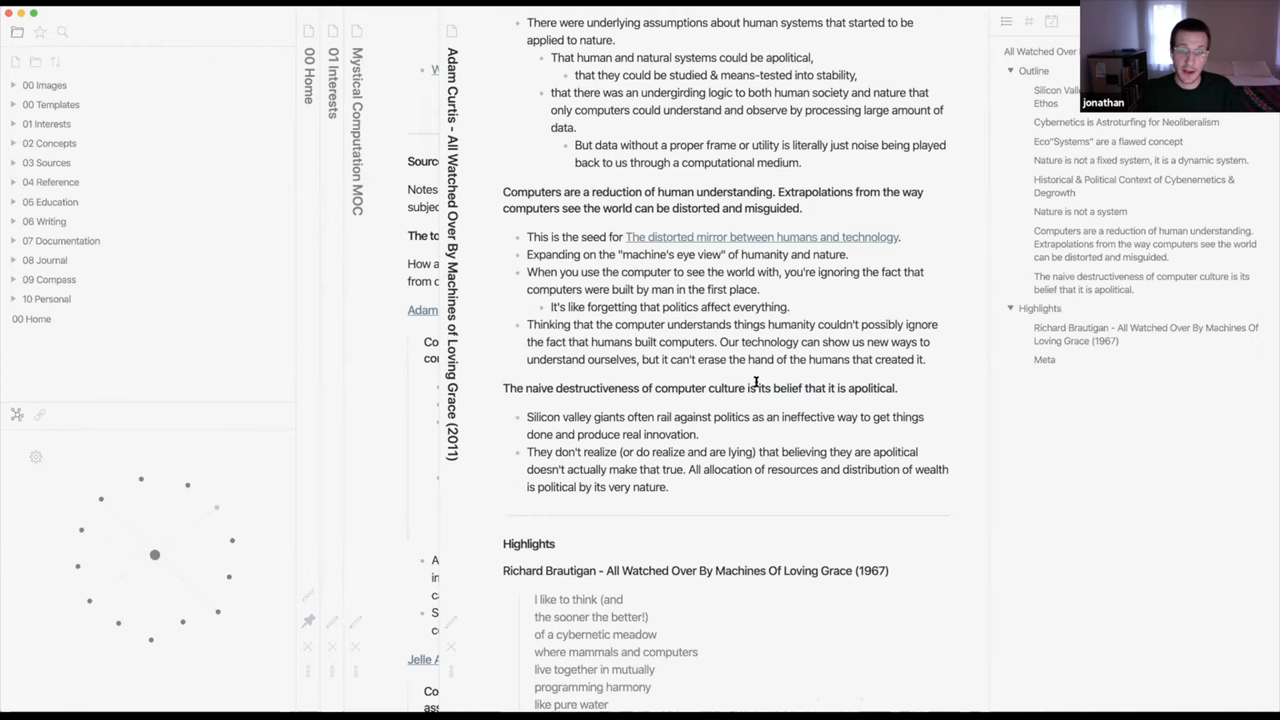 00 Images
00 Templates
01 Interests
02 Concepts
03 Sources
04 Reference
05 Education
06 Writing
07 Documentation
08 Journal
09 Compass
10 Personal
00 Home
00 Home
01 Interests
Mystical Computation MOC
Sourc
Notes
subjec
The to
How a
from c
Adam
Co
cor
A
in
ca
S
cc
Jelle A
Co
as
Adam Curtis - All Watched Over By Machines of Loving Grace (2011)
There were underlying assumptions about human systems that started to be
applied to nature.
That human and natural systems could be apolitical,
that they could be studied & means-tested into stability,
that there was an undergirding logic to both human society and nature that
only computers could understand and observe by processing large amount of
data.
But data without a proper frame or utility is literally just noise being played
back to us through a computational medium.
Computers are a reduction of human understanding. Extrapolations from the way
computers see the world can be distorted and misguided.
This is the seed for The distorted mirror between humans and technology.
Expanding on the "machine's eye view" of humanity and nature.
When you use the computer to see the world with, you're ignoring the fact that
computers were built by man in the first place.
It's like forgetting that politics affect everything.
Thinking that the computer understands things humanity couldn't possibly ignore
the fact that humans built computers. Our technology can show us new ways to
understand ourselves, but it can't erase the hand of the humans that created it.
The naive destructiveness of computer culture is its belief that it is apolitical.
Silicon valley giants often rail against politics as an ineffective way to get things
done and produce real innovation.
They don't realize (or do realize and are lying) that believing they are apolitical
doesn't actually make that true. All allocation of resources and distribution of wealth
is political by its very nature.
Highlights
Richard Brautigan - All Watched Over By Machines Of Loving Grace (1967)
I like to think (and
the sooner the better!)
of a cybernetic meadow
where mammals and computers
live together in mutually
programming harmony
like pure water
All Watched Over
Outline
Silicon Valle
Ethos
Cybernetics is Astroturfing for Neoliberalism
Eco"Systems" are a flawed concept
Nature is not a fixed system, it is a dynamic system.
Historical & Political Context of Cybenernetics &
Degrowth
Nature is not a system
Computers are a reduction of human understanding.
Extrapolations from the way computers see the world
can be distorted and misguided.
The naive destructiveness of computer culture is its
belief that it is apolitical.
Highlights
Richard Brautigan - All Watched Over By Machines Of
Loving Grace (1967)
Meta
jonathan